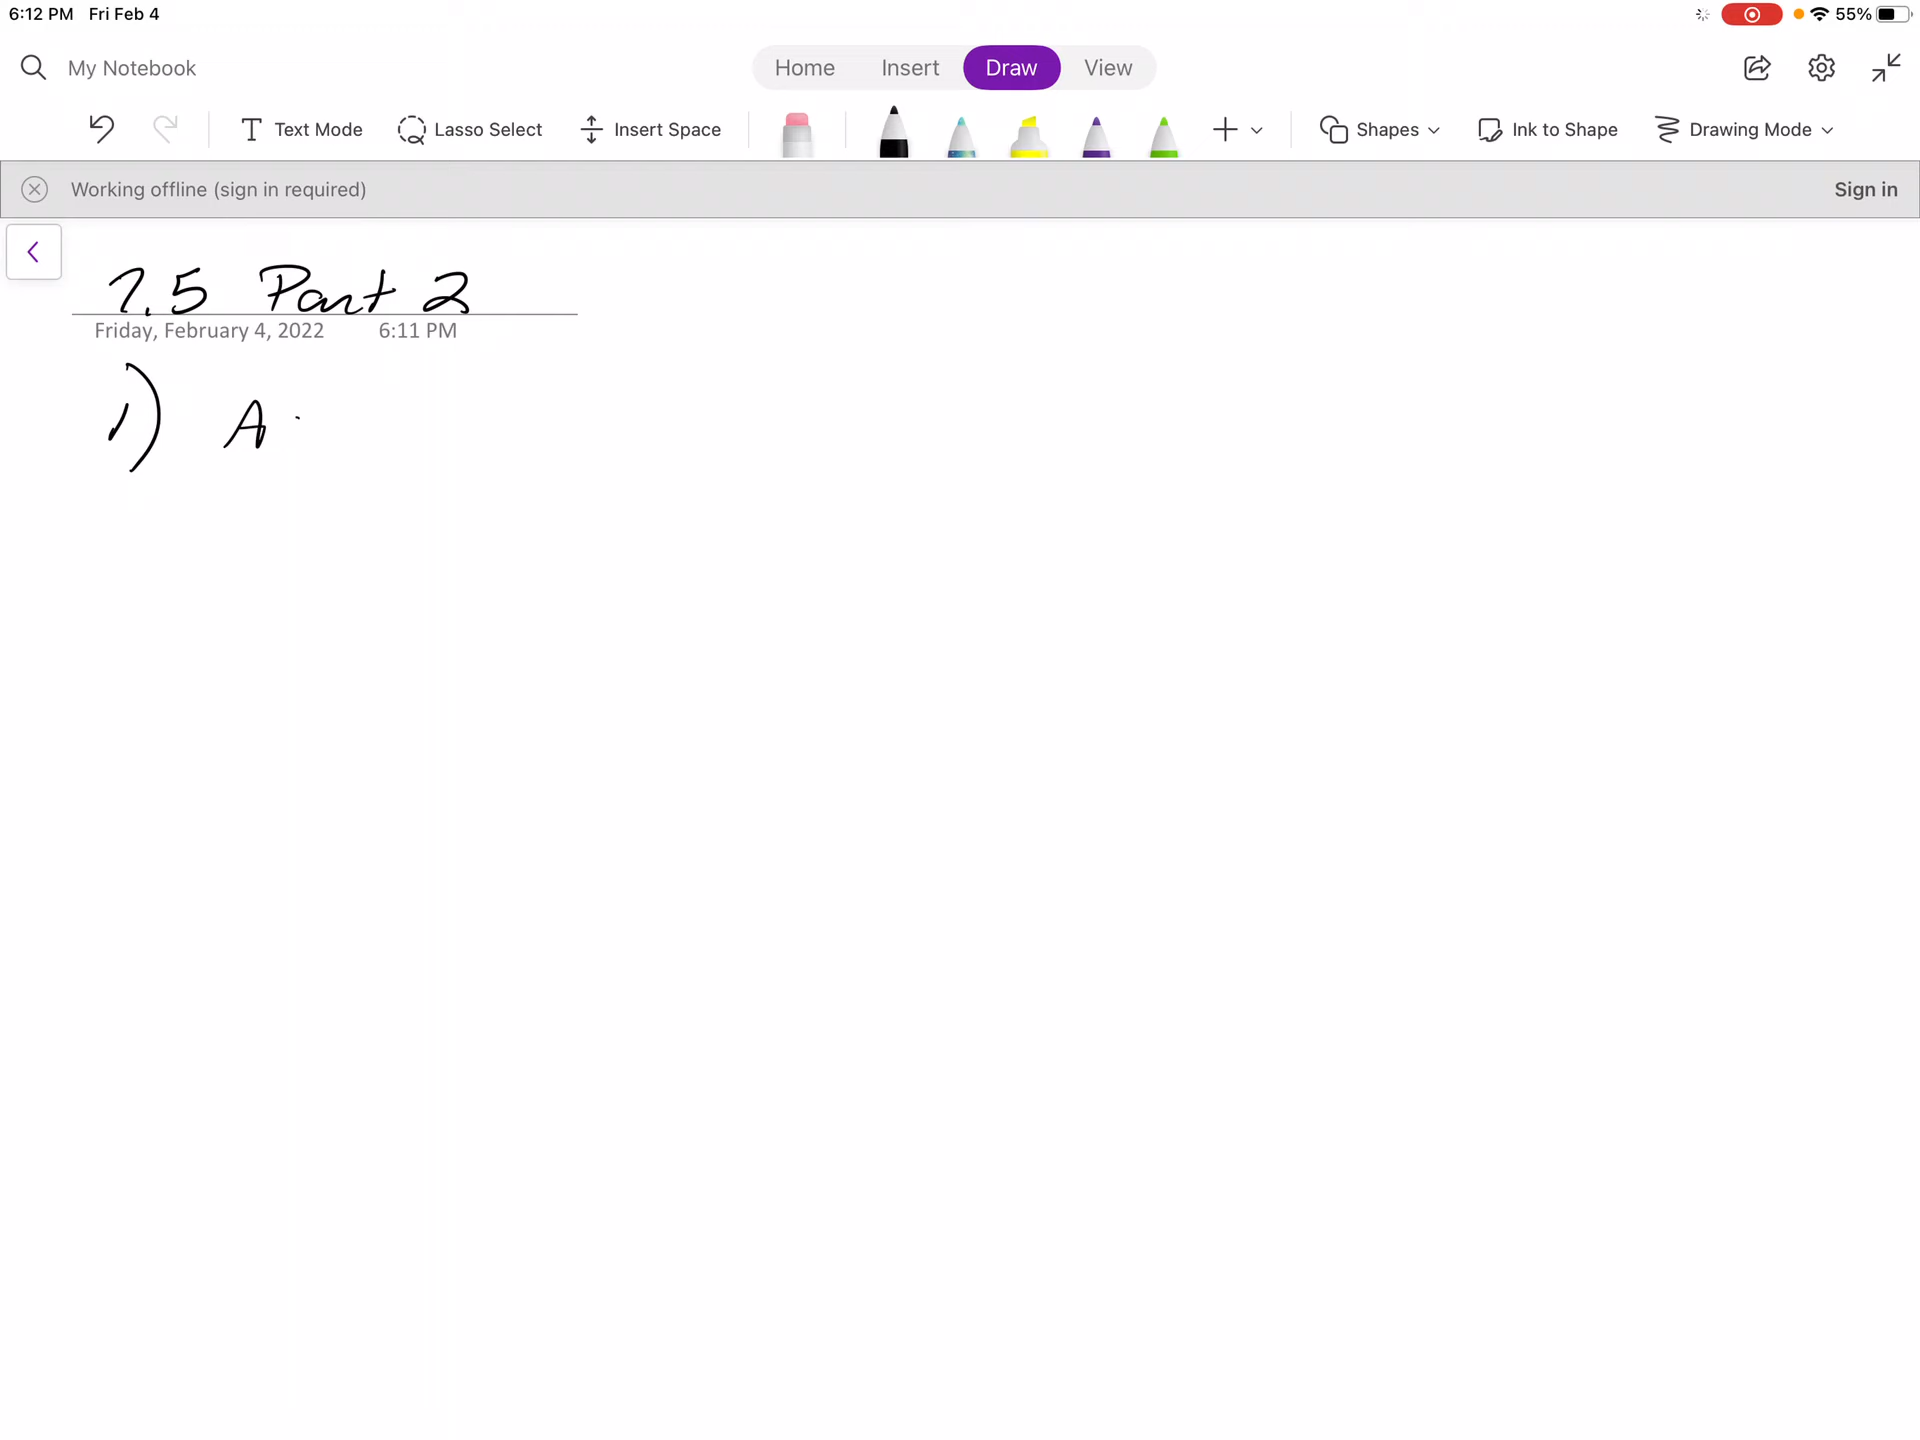 6:12 PM Fri Feb 4 55%
My Notebook Home Insert Draw View
Text Mode Lasso Select Insert Space Shapes Ink to Shape Drawing Mode
Working offline (sign in required) Sign in
7.5 Part 2
Friday, February 4, 2022 6:11 PM
1) A